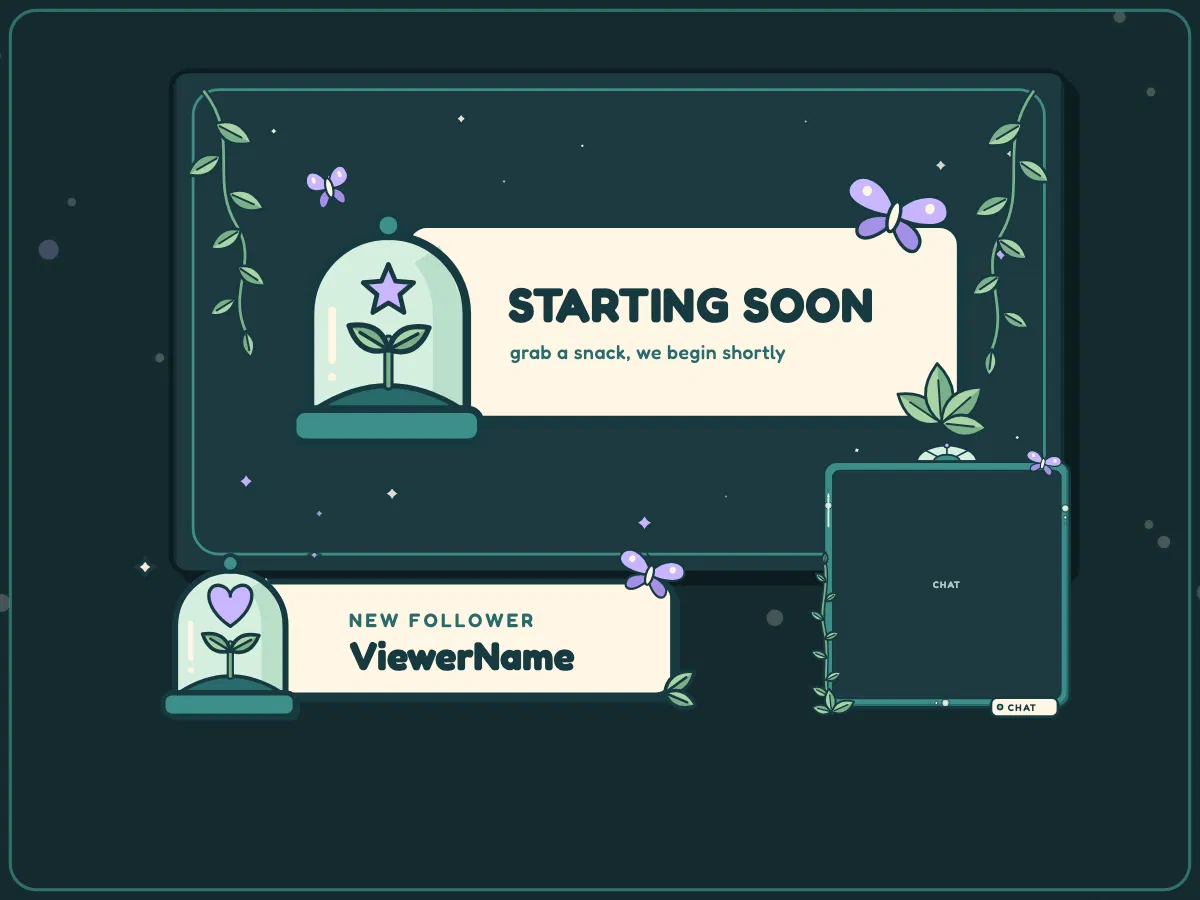 STARTING SOON
grab a snack, we begin shortly
NEW FOLLOWER
ViewerName
CHAT
CHAT